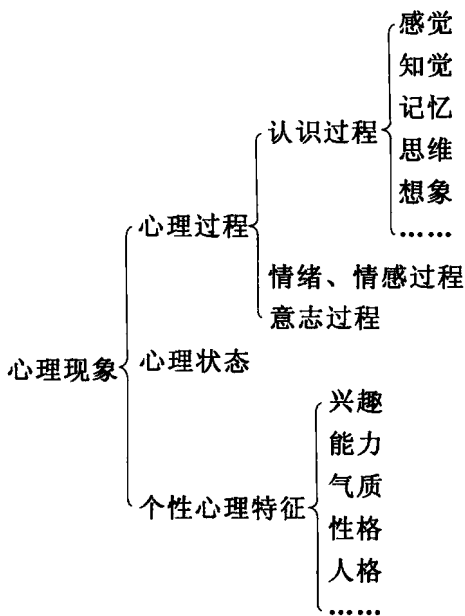 感觉
知觉
记忆
认识过程
思维
想象
……
心理过程
情绪、情感过程
意志过程
心理现象
心理状态
兴趣
能力
气质
个性心理特征
性格
人格
……